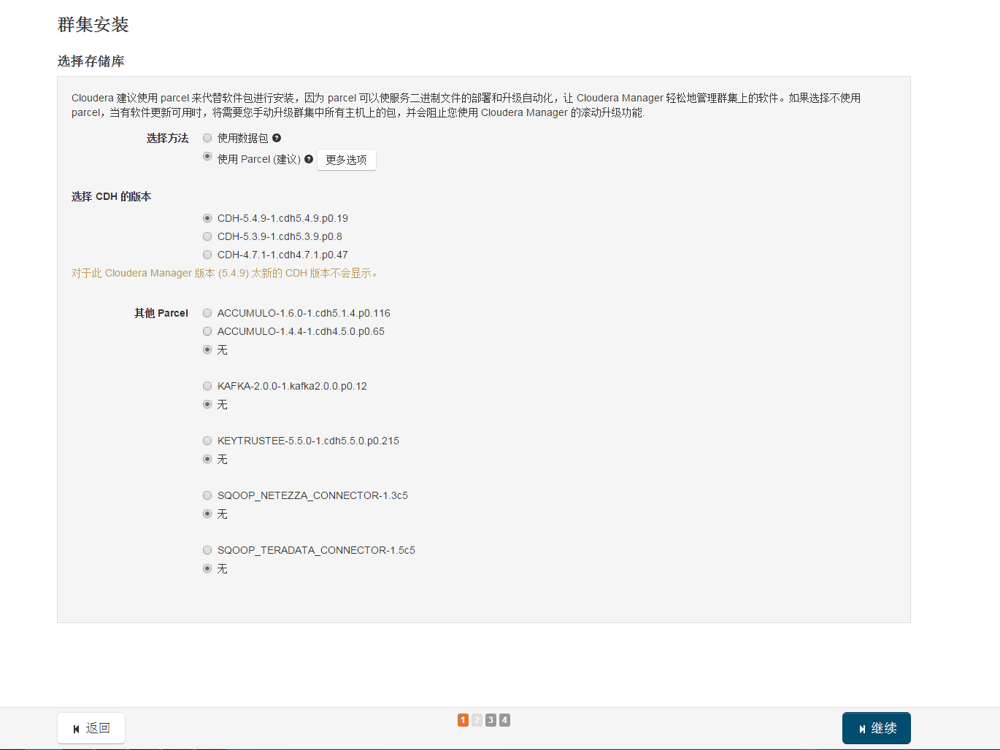 群集安装
选择存储库
Cloudera 建议使用 parcel 来代替软件包进行安装，因为 parcel 可以使服务二进制文件的部署和升级自动化，让 Cloudera Manager 轻松地管理群集上的软件。如果选择不使用
parcel，当有软件更新可用时，将需要您手动升级群集中所有主机上的包，并会阻止您使用 Cloudera Manager 的滚动升级功能.
选择方法 使用数据包 ?
使用 Parcel (建议) ? 更多选项
选择 CDH 的版本
CDH-5.4.9-1.cdh5.4.9.p0.19
CDH-5.3.9-1.cdh5.3.9.p0.8
CDH-4.7.1-1.cdh4.7.1.p0.47
对于此 Cloudera Manager 版本 (5.4.9) 太新的 CDH 版本不会显示。
其他 Parcel ACCUMULO-1.6.0-1.cdh5.1.4.p0.116
ACCUMULO-1.4.4-1.cdh4.5.0.p0.65
无
KAFKA-2.0.0-1.kafka2.0.0.p0.12
无
KEYTRUSTEE-5.5.0-1.cdh5.5.0.p0.215
无
SQOOP_NETEZZA_CONNECTOR-1.3c5
无
SQOOP_TERADATA_CONNECTOR-1.5c5
无
返回 1 2 3 4 继续